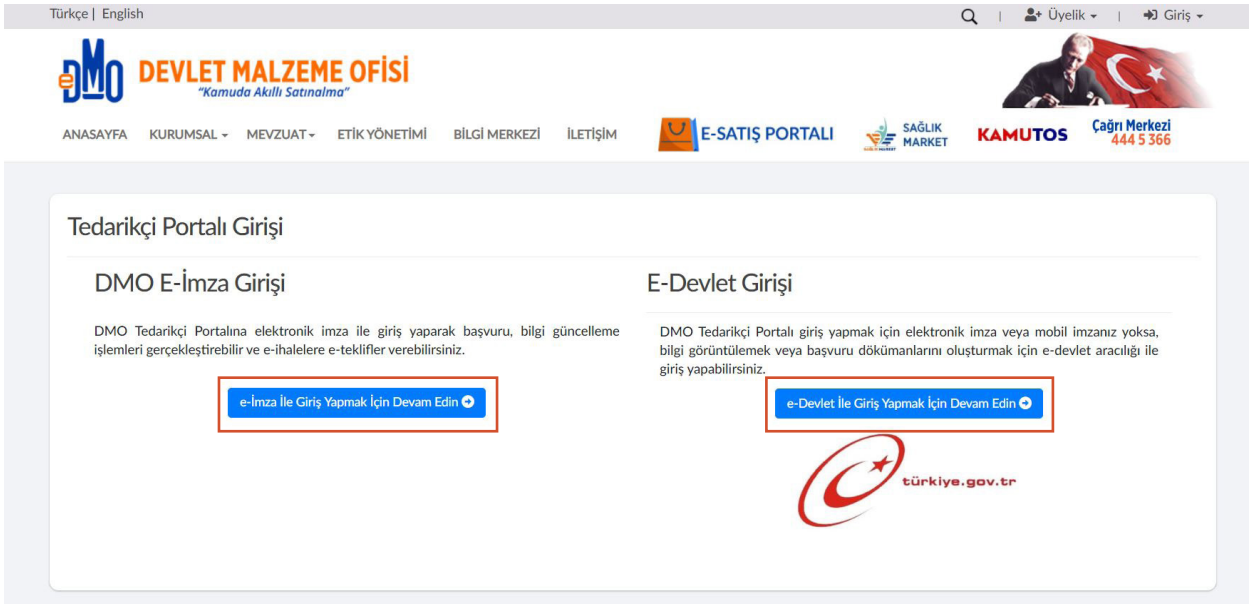 Türkçe | English
Üyelik
Giriş
eDMO DEVLET MALZEME OFİSİ
"Kamuda Akıllı Satınalma"
ANASAYFA KURUMSAL MEVZUAT ETİK YÖNETİMİ BİLGİ MERKEZİ İLETİŞİM
E-SATIŞ PORTALI
SAĞLIK
MARKET
KAMUTOS
Çağrı Merkezi
444 5 366
Tedarikçi Portalı Girişi
DMO E-İmza Girişi
DMO Tedarikçi Portalına elektronik imza ile giriş yaparak başvuru, bilgi güncelleme
işlemleri gerçekleştirebilir ve e-ihalelere e-teklifler verebilirsiniz.
e-İmza İle Giriş Yapmak İçin Devam Edin
E-Devlet Girişi
DMO Tedarikçi Portalı giriş yapmak için elektronik imza veya mobil imzanız yoksa,
bilgi görüntülemek veya başvuru dökümanlarını oluşturmak için e-devlet aracılığı ile
giriş yapabilirsiniz.
e-Devlet İle Giriş Yapmak İçin Devam Edin
türkiye.gov.tr